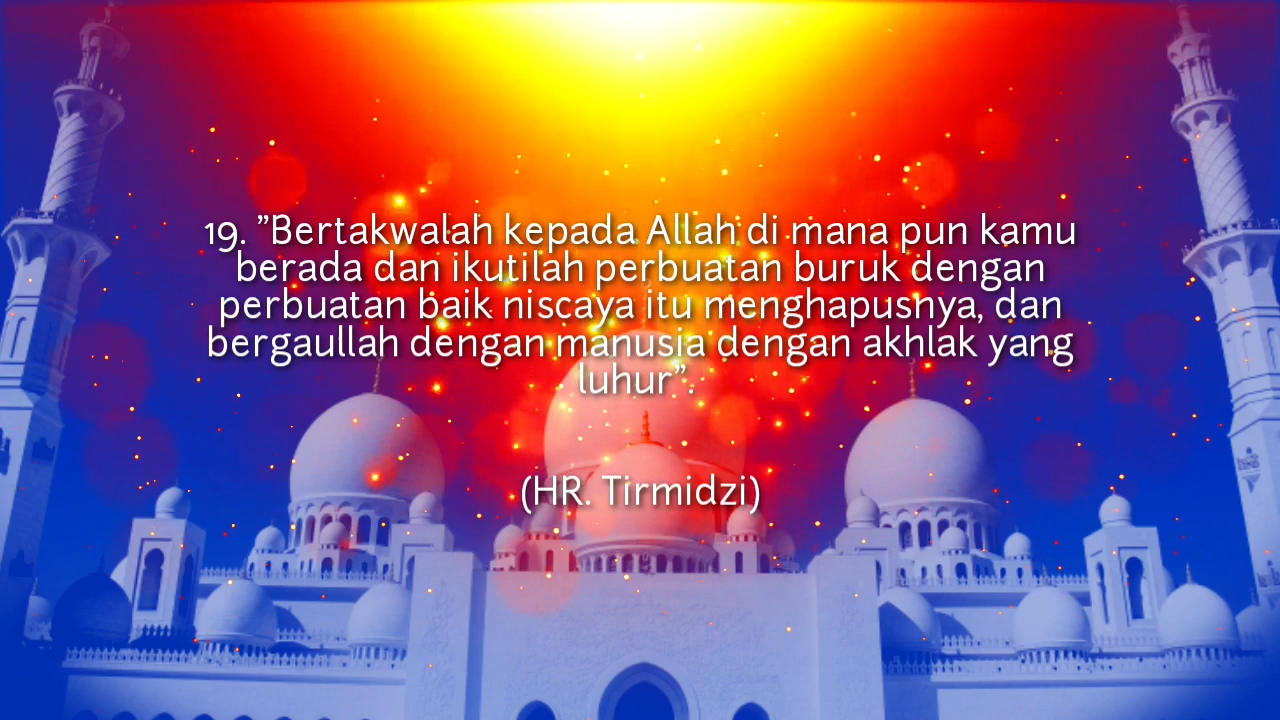 19. ”Bertakwalah kepada Allah di mana pun kamu
berada dan ikutilah perbuatan buruk dengan
perbuatan baik niscaya itu menghapusnya, dan
bergaullah dengan manusia dengan akhlak yang
luhur”.
(HR. Tirmidzi)